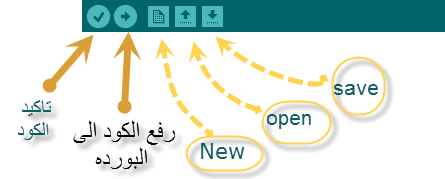 save
open
New
تاكيد
الكود
رفع الكود الى
البورده